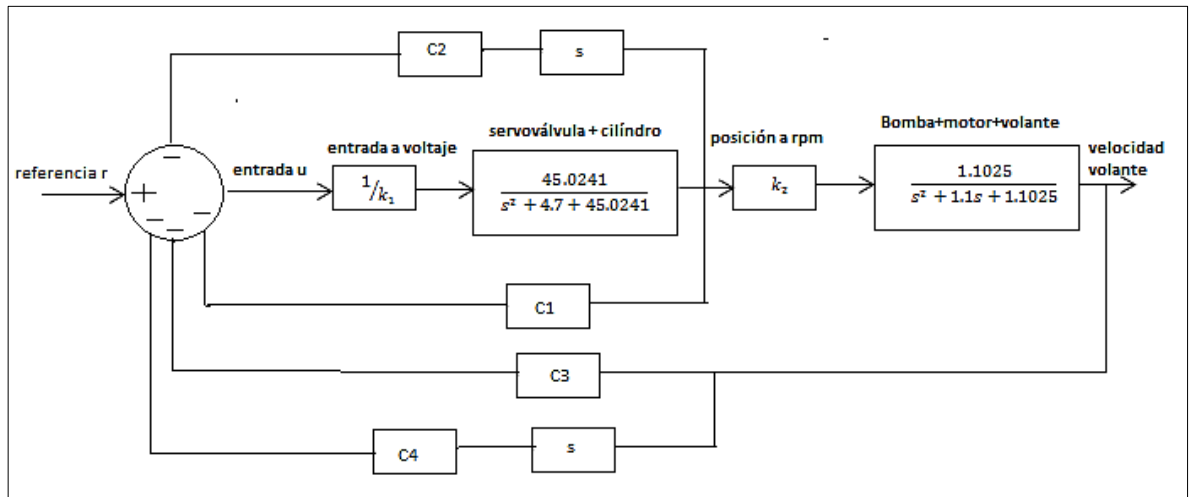 C2
s
servoválvula + cilíndro
Bomba+motor+volante
posición a rpm
entrada a voltaje
velocidad
volante
referencia r
entrada u
+
−
−
−
−
−
1/k₁
45.0241
s² + 4.7 + 45.0241
k₂
1.1025
s² + 1.1s + 1.1025
C1
C3
C4
s